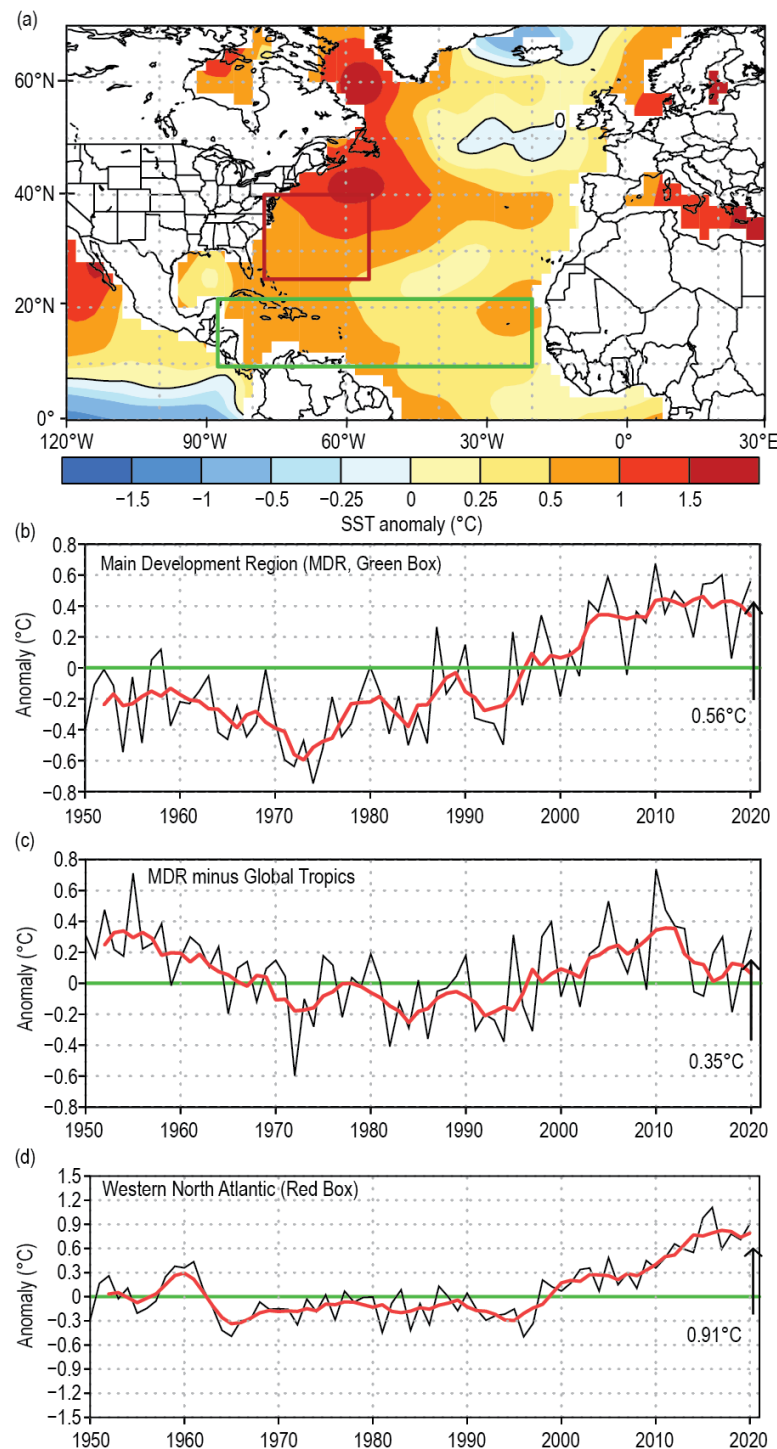 (a)
60°N
40°N
20°N
0°
0
120°W 90°W 60°W 30°W 0° 30°E
−1.5 −1 −0.5 −0.25 0 0.25 0.5 1 1.5
SST anomaly (°C)
(b)
Main Development Region (MDR, Green Box)
Anomaly (°C)
0.8
0.6
0.4
0.2
0
−0.2
−0.4
−0.6
−0.8
0.56°C
1950 1960 1970 1980 1990 2000 2010 2020
(c)
MDR minus Global Tropics
Anomaly (°C)
0.8
0.6
0.4
0.2
0
−0.2
−0.4
−0.6
−0.8
0.35°C
1950 1960 1970 1980 1990 2000 2010 2020
(d)
Western North Atlantic (Red Box)
Anomaly (°C)
1.5
1.2
0.9
0.6
0.3
0
−0.3
−0.6
−0.9
−1.2
−1.5
0.91°C
1950 1960 1970 1980 1990 2000 2010 2020